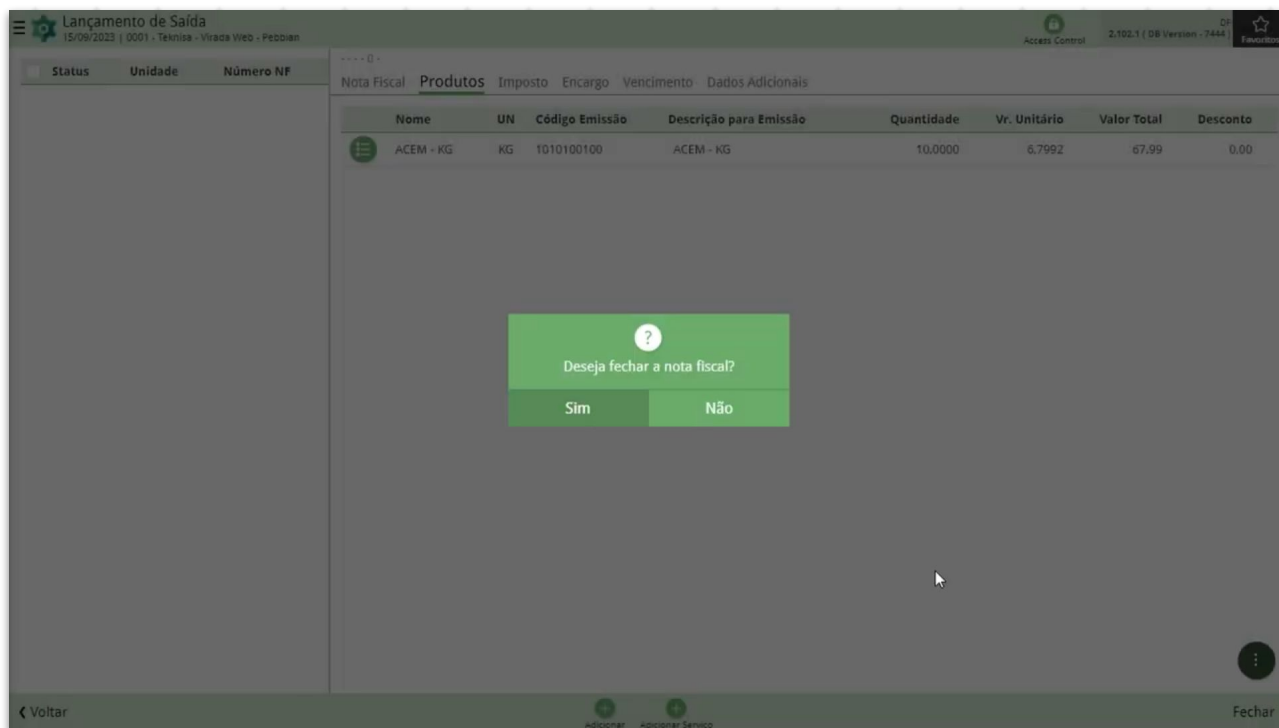 Lançamento de Saída
15/09/2023 | 0001 - Teknisa - Virada Web - Pebbian
Access Control
2.102.1 ( DB Version - 7444 )
Favoritos
Status Unidade Número NF
- - - - 0 -
Nota Fiscal Produtos Imposto Encargo Vencimento Dados Adicionais
Nome UN Código Emissão Descrição para Emissão Quantidade Vr. Unitário Valor Total Desconto
ACEM - KG KG 1010100100 ACEM - KG 10,0000 6,7992 67,99 0,00
?
Deseja fechar a nota fiscal?
Sim Não
Voltar Adicionar Adicionar Serviço Fechar